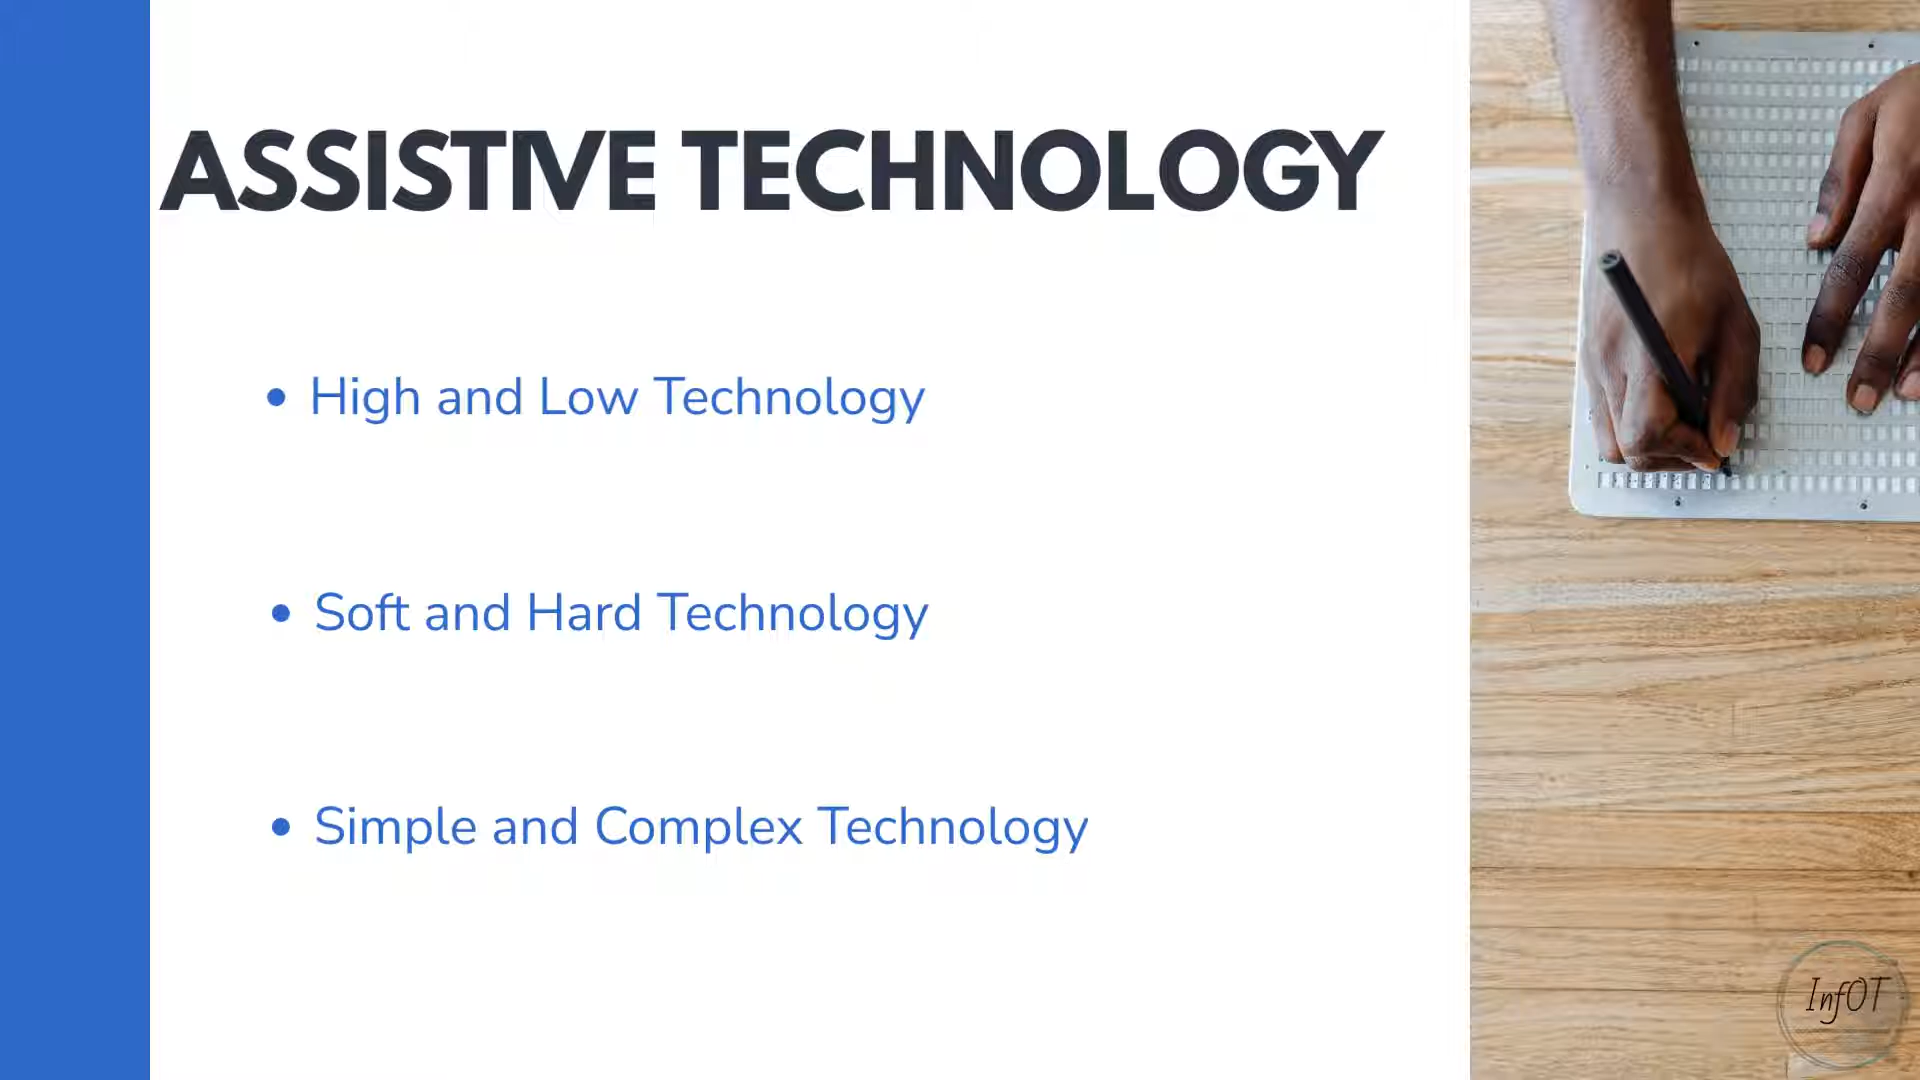 ASSISTIVE TECHNOLOGY
• High and Low Technology
• Soft and Hard Technology
• Simple and Complex Technology
InfOT